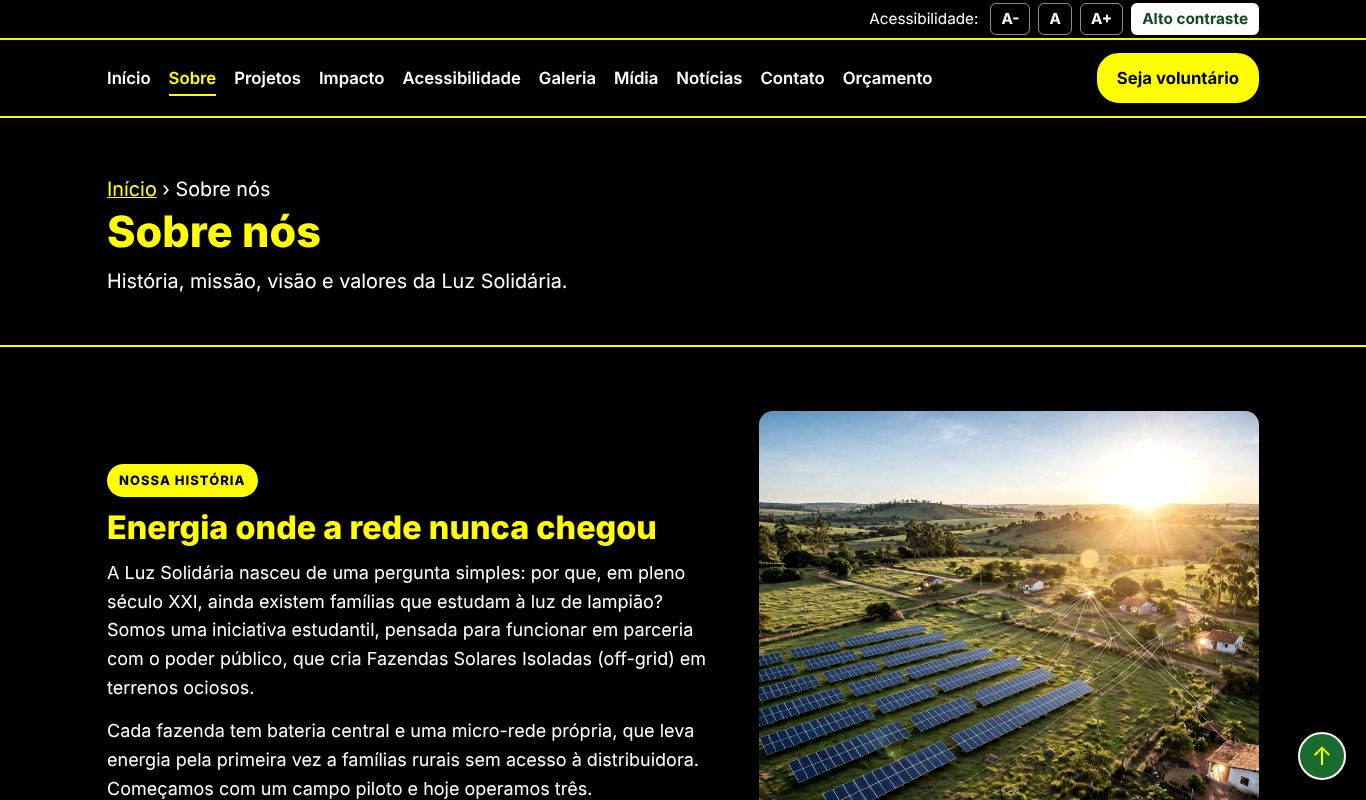 Acessibilidade: A- A A+ Alto contraste
Início Sobre Projetos Impacto Acessibilidade Galeria Mídia Notícias Contato Orçamento Seja voluntário
Início › Sobre nós
Sobre nós
História, missão, visão e valores da Luz Solidária.
NOSSA HISTÓRIA
Energia onde a rede nunca chegou
A Luz Solidária nasceu de uma pergunta simples: por que, em pleno
século XXI, ainda existem famílias que estudam à luz de lampião?
Somos uma iniciativa estudantil, pensada para funcionar em parceria
com o poder público, que cria Fazendas Solares Isoladas (off-grid) em
terrenos ociosos.
Cada fazenda tem bateria central e uma micro-rede própria, que leva
energia pela primeira vez a famílias rurais sem acesso à distribuidora.
Começamos com um campo piloto e hoje operamos três.